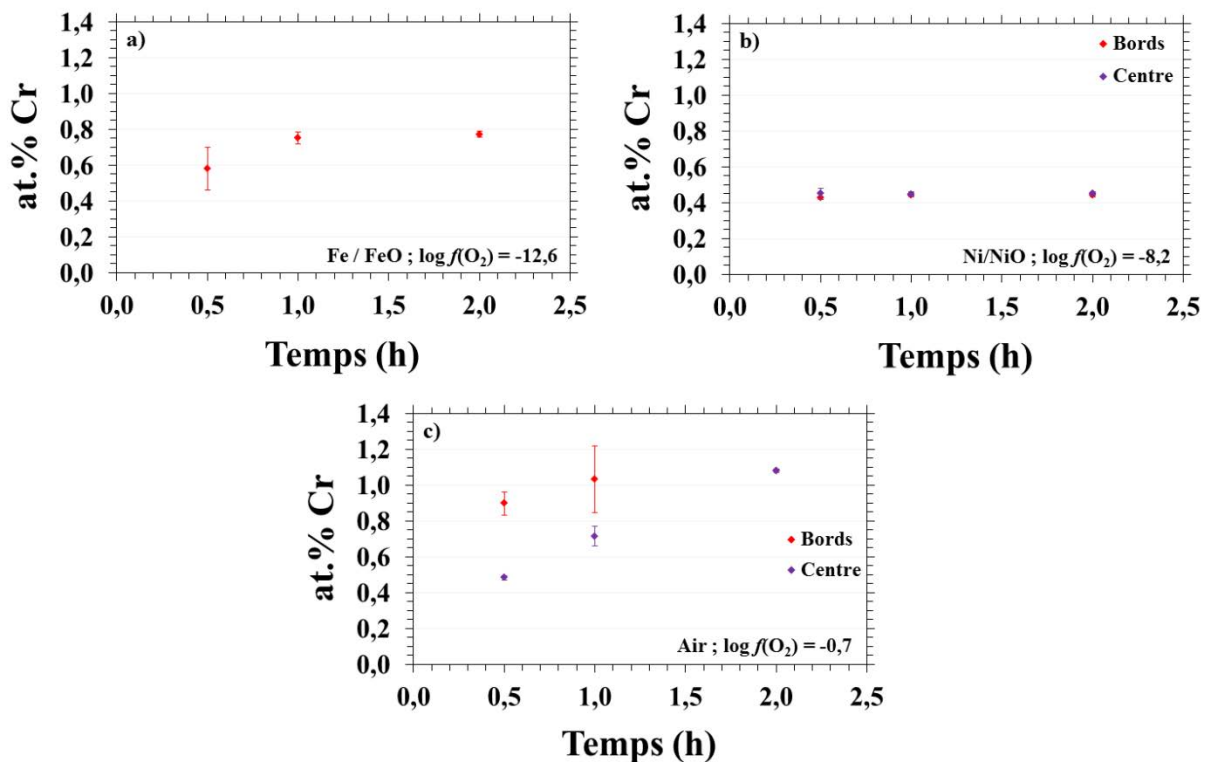 a)
at.% Cr
1,4
1,2
1,0
0,8
0,6
0,4
0,2
0,0
Fe / FeO ; log f(O₂) = -12,6
0,0 0,5 1,0 1,5 2,0 2,5
Temps (h)
b)
Bords
Centre
at.% Cr
1,4
1,2
1,0
0,8
0,6
0,4
0,2
0,0
Ni/NiO ; log f(O₂) = -8,2
0,0 0,5 1,0 1,5 2,0 2,5
Temps (h)
c)
at.% Cr
1,4
1,2
1,0
0,8
0,6
0,4
0,2
0,0
Bords
Centre
Air ; log f(O₂) = -0,7
0,0 0,5 1,0 1,5 2,0 2,5
Temps (h)